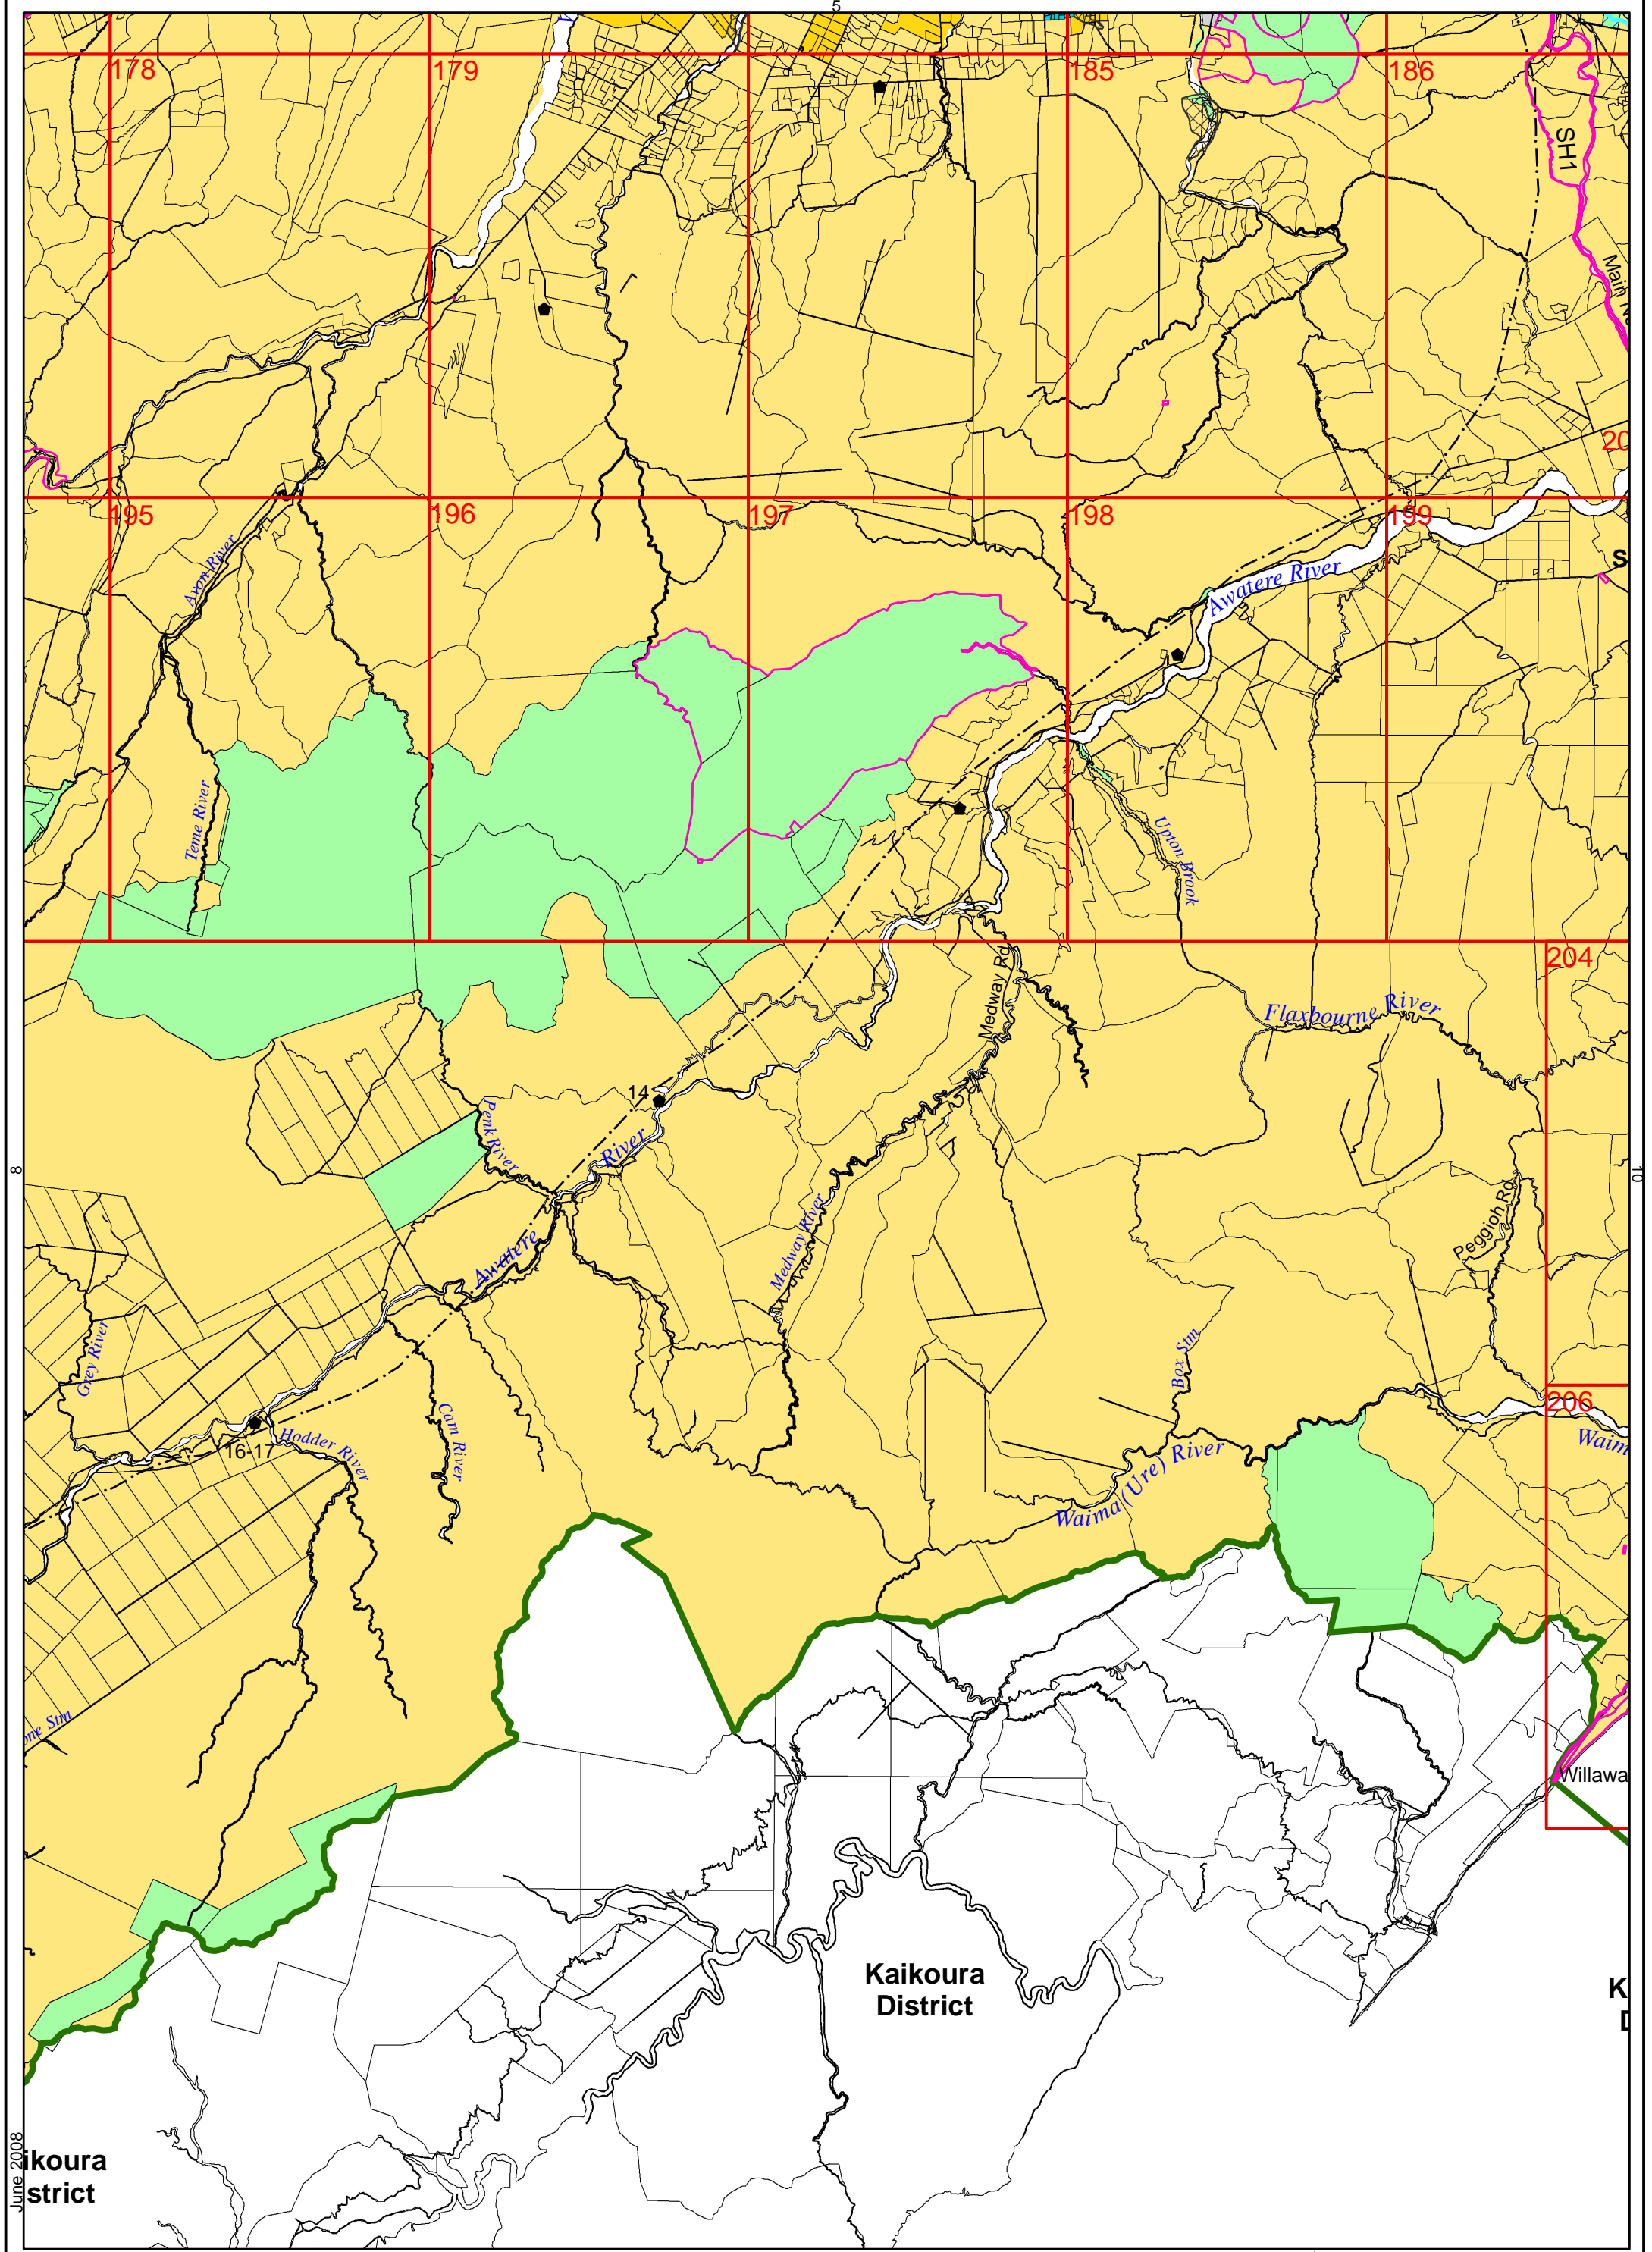 5
178
179
185
186
SH1
Main N
20
195
196
197
198
199
Avon River
Awatere River
S
Teme River
Upton Brook
204
Medway Rd
Flaxbourne River
14
Penk River
River
8
10
Medway River
Peggioh Rd
Awatere
Grey River
Box Stm
206
Cam River
Hodder River
16-17
Waim
Waima (Ure) River
one Stm
Willawa
Kaikoura
District
K
D
June 2008
ikoura
strict